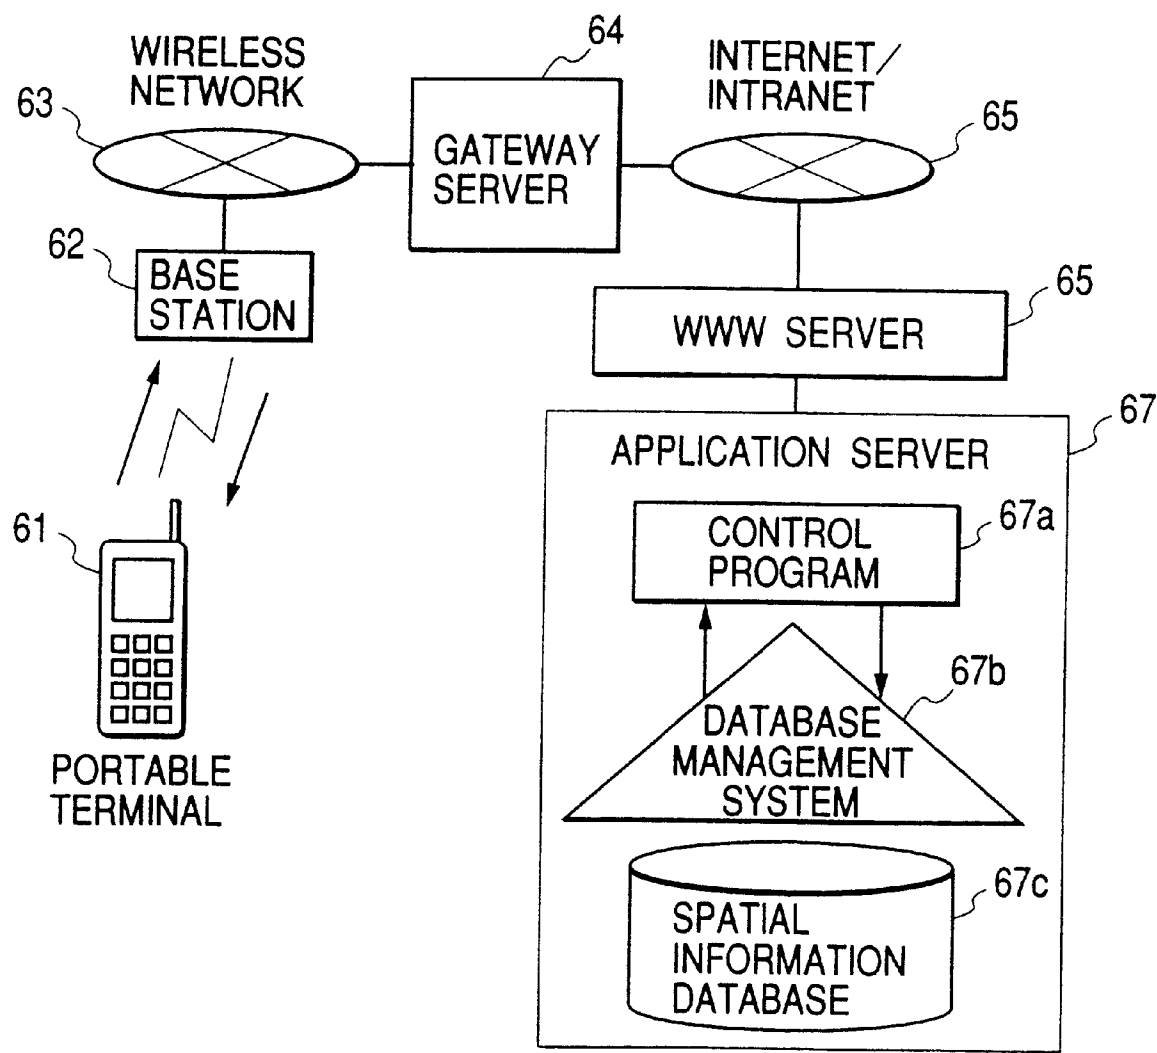 WIRELESS
NETWORK
63
64
GATEWAY
SERVER
INTERNET/
INTRANET
65
62
BASE
STATION
65
WWW SERVER
61
PORTABLE
TERMINAL
67
APPLICATION SERVER
67a
CONTROL
PROGRAM
67b
DATABASE
MANAGEMENT
SYSTEM
67c
SPATIAL
INFORMATION
DATABASE